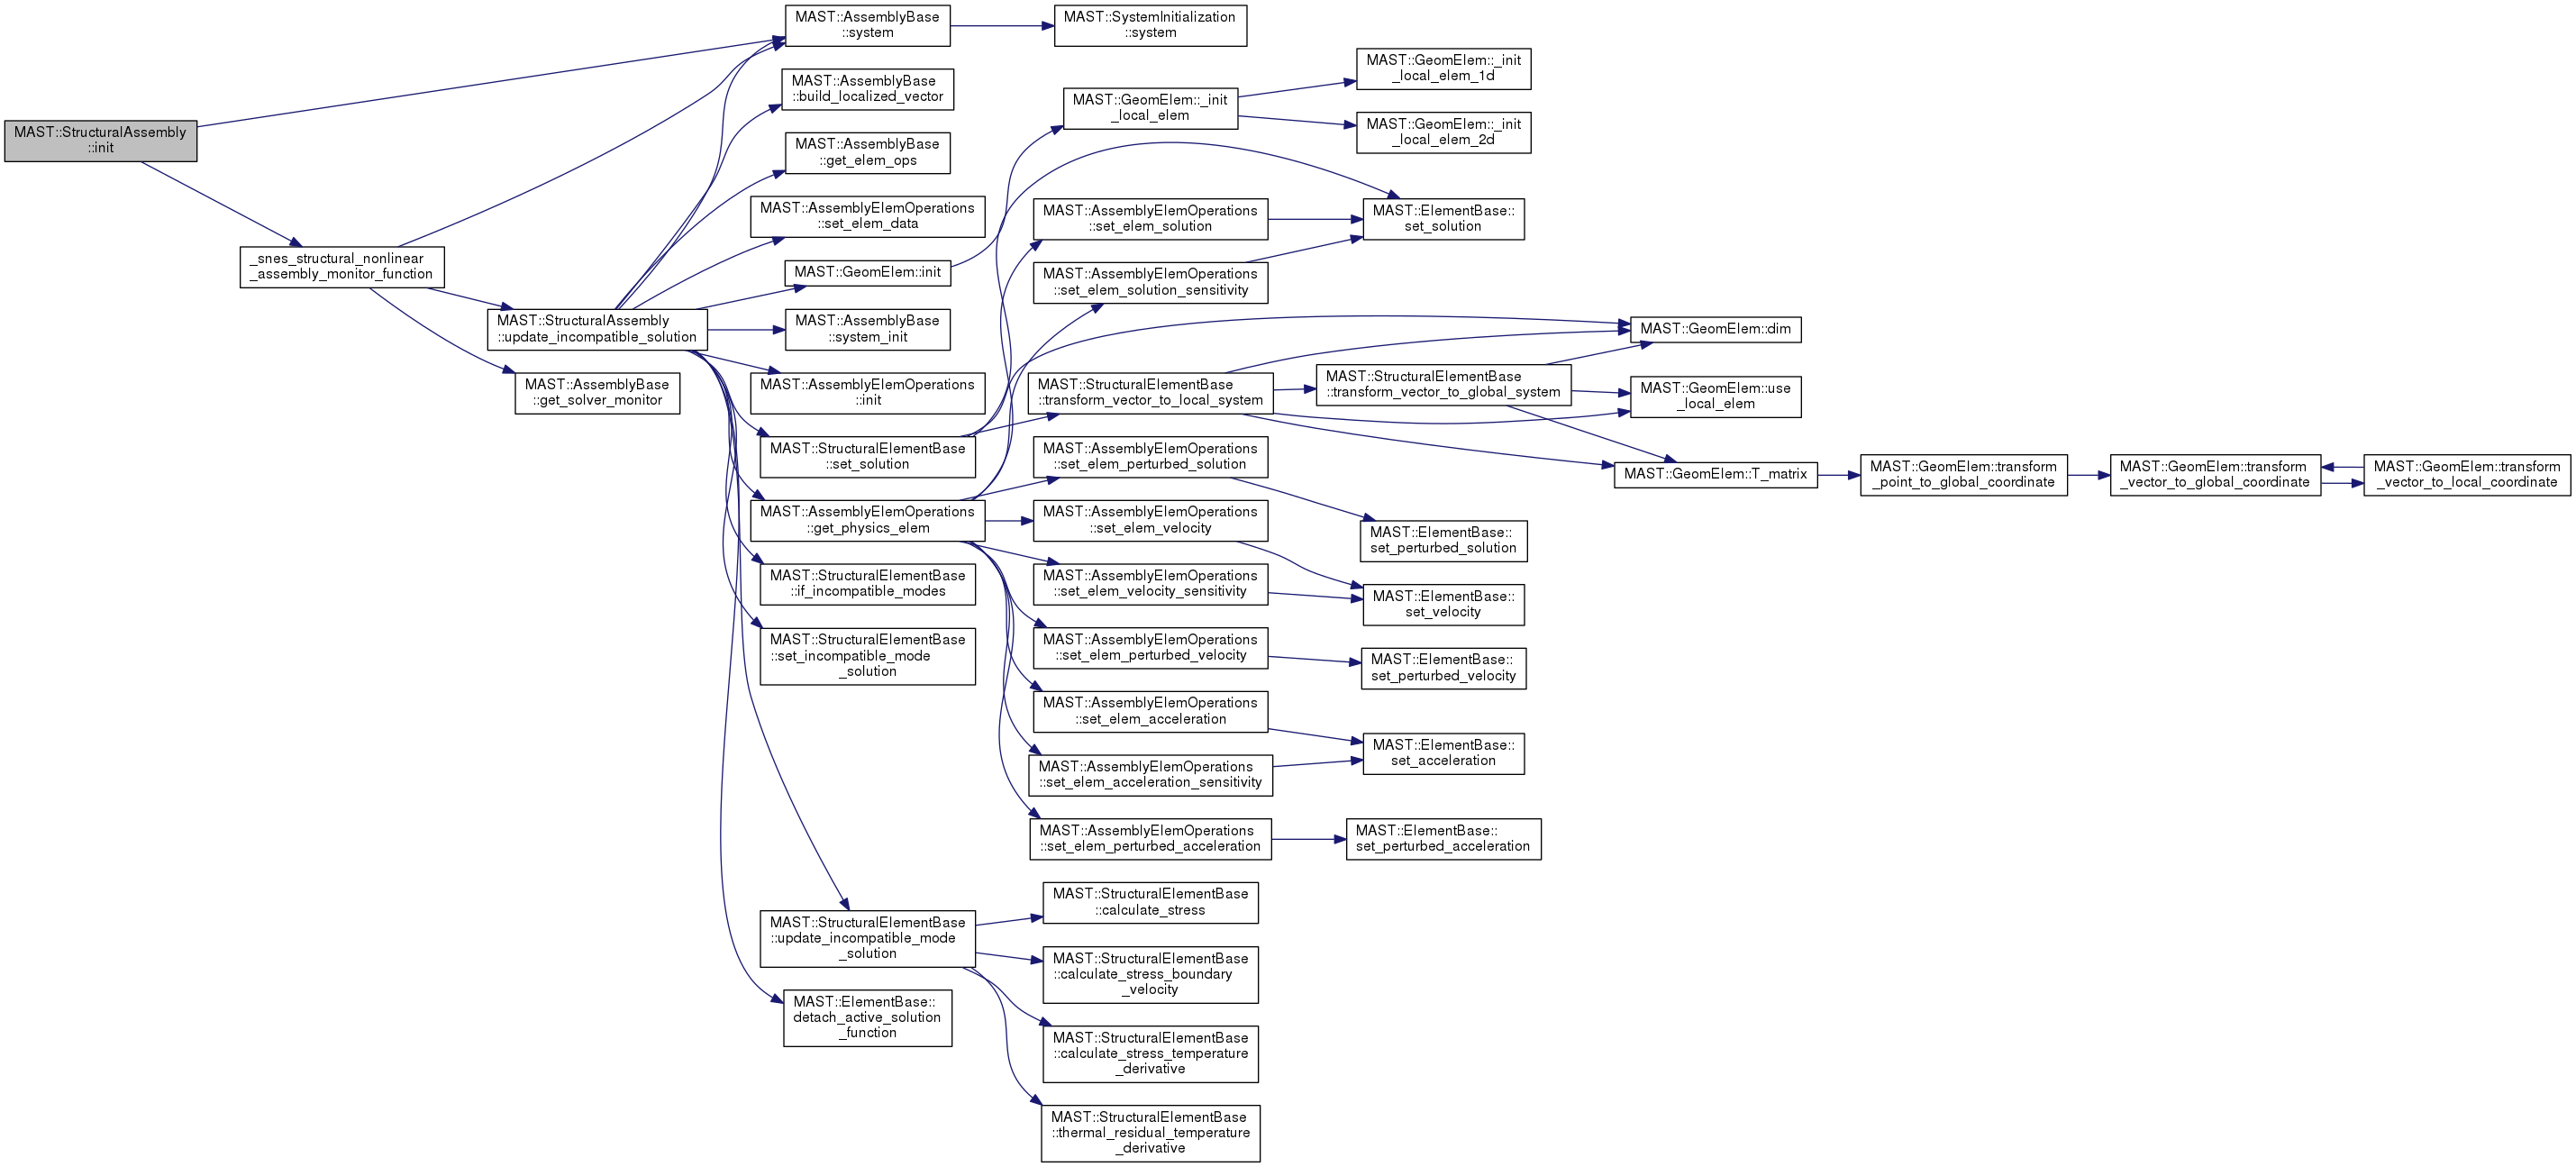 MAST::StructuralAssembly
::init
_snes_structural_nonlinear
_assembly_monitor_function
MAST::StructuralAssembly
::update_incompatible_solution
MAST::AssemblyBase
::get_solver_monitor
MAST::AssemblyBase
::system
MAST::AssemblyBase
::build_localized_vector
MAST::AssemblyBase
::get_elem_ops
MAST::AssemblyElemOperations
::set_elem_data
MAST::GeomElem::init
MAST::AssemblyBase
::system_init
MAST::AssemblyElemOperations
::init
MAST::StructuralElementBase
::set_solution
MAST::AssemblyElemOperations
::get_physics_elem
MAST::StructuralElementBase
::if_incompatible_modes
MAST::StructuralElementBase
::set_incompatible_mode
_solution
MAST::StructuralElementBase
::update_incompatible_mode
_solution
MAST::ElementBase::
detach_active_solution
_function
MAST::SystemInitialization
::system
MAST::GeomElem::_init
_local_elem
MAST::AssemblyElemOperations
::set_elem_solution
MAST::AssemblyElemOperations
::set_elem_solution_sensitivity
MAST::StructuralElementBase
::transform_vector_to_local_system
MAST::AssemblyElemOperations
::set_elem_perturbed_solution
MAST::AssemblyElemOperations
::set_elem_velocity
MAST::AssemblyElemOperations
::set_elem_velocity_sensitivity
MAST::AssemblyElemOperations
::set_elem_perturbed_velocity
MAST::AssemblyElemOperations
::set_elem_acceleration
MAST::AssemblyElemOperations
::set_elem_acceleration_sensitivity
MAST::AssemblyElemOperations
::set_elem_perturbed_acceleration
MAST::StructuralElementBase
::calculate_stress
MAST::StructuralElementBase
::calculate_stress_boundary
_velocity
MAST::StructuralElementBase
::calculate_stress_temperature
_derivative
MAST::StructuralElementBase
::thermal_residual_temperature
_derivative
MAST::GeomElem::_init
_local_elem_1d
MAST::GeomElem::_init
_local_elem_2d
MAST::ElementBase::
set_solution
MAST::StructuralElementBase
::transform_vector_to_global_system
MAST::ElementBase::
set_perturbed_solution
MAST::ElementBase::
set_velocity
MAST::ElementBase::
set_perturbed_velocity
MAST::ElementBase::
set_acceleration
MAST::ElementBase::
set_perturbed_acceleration
MAST::GeomElem::dim
MAST::GeomElem::use
_local_elem
MAST::GeomElem::T_matrix
MAST::GeomElem::transform
_point_to_global_coordinate
MAST::GeomElem::transform
_vector_to_global_coordinate
MAST::GeomElem::transform
_vector_to_local_coordinate